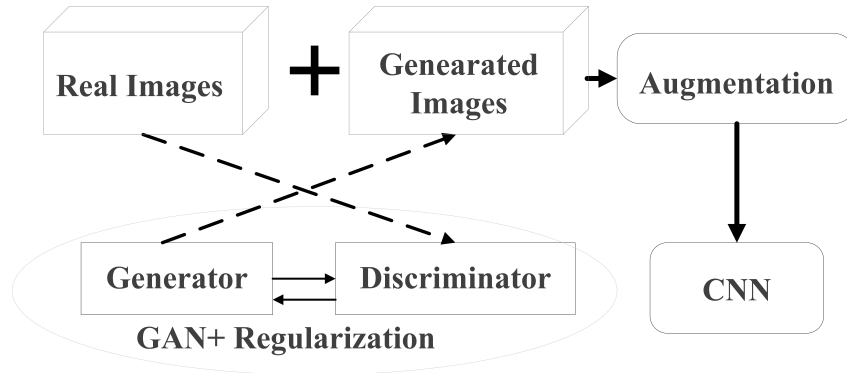 Real Images
+
Genearated
Images
Augmentation
Generator
Discriminator
CNN
GAN+ Regularization